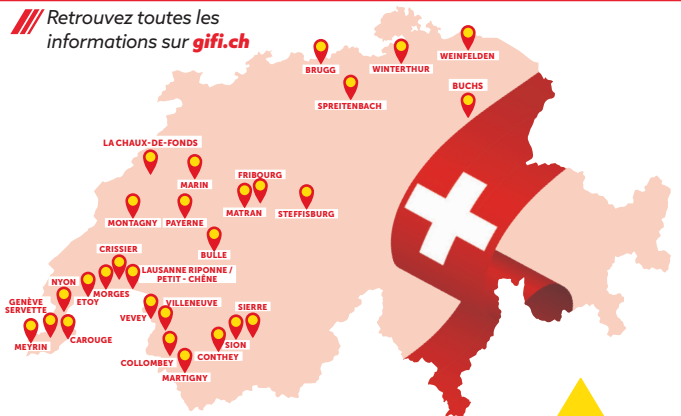 Retrouvez toutes les
informations sur gifi.ch
WEINFELDEN
BRUGG
WINTERTHUR
BUCHS
SPREITENBACH
LA CHAUX-DE-FONDS
MARIN
FRIBOURG
MATRAN
STEFFISBURG
MONTAGNY
PAYERNE
BULLE
CRISSIER
LAUSANNE RIPONNE /
PETIT - CHÊNE
NYON
MORGES
ETOY
GENÈVE
SERVETTE
VILLENEUVE
SIERRE
VEVEY
CAROUGE
MEYRIN
SION
CONTHEY
COLLOMBEY
MARTIGNY